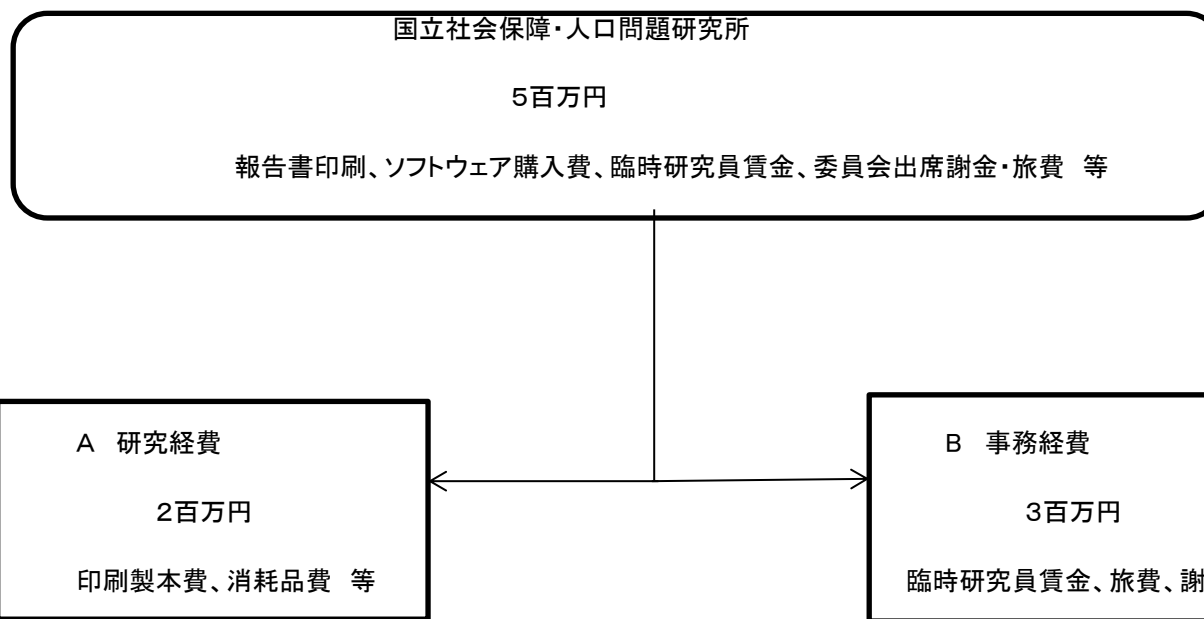 国立社会保障・人口問題研究所
5百万円
報告書印刷、ソフトウェア購入費、臨時研究員賃金、委員会出席謝金・旅費　等
A　研究経費
2百万円
印刷製本費、消耗品費　等
B　事務経費
3百万円
臨時研究員賃金、旅費、謝